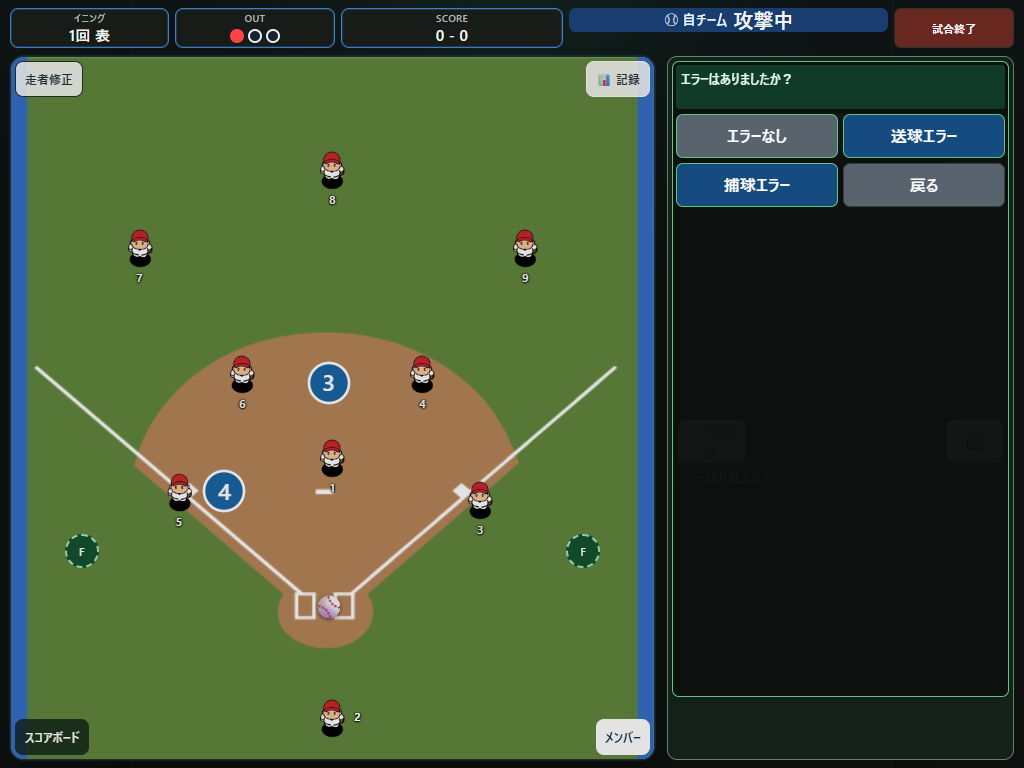 イニング
1回 表
OUT
SCORE
0 - 0
自チーム 攻撃中
試合終了
走者修正
記録
エラーはありましたか？
エラーなし
送球エラー
捕球エラー
戻る
8
7
9
6
3
4
1
5
4
3
F
F
2
スコアボード
メンバー